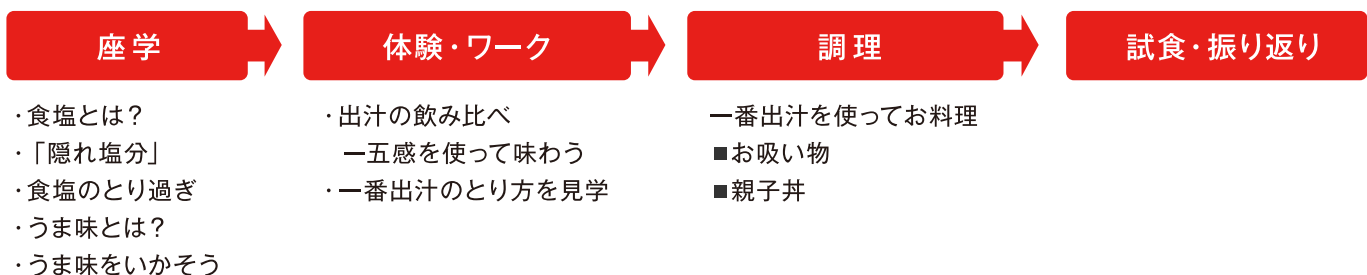 座学
・食塩とは？
・「隠れ塩分」
・食塩のとり過ぎ
・うま味とは？
・うま味をいかそう
体験・ワーク
・出汁の飲み比べ
ー五感を使って味わう
・一番出汁のとり方を見学
調理
一番出汁を使ってお料理
■お吸い物
■親子丼
試食・振り返り